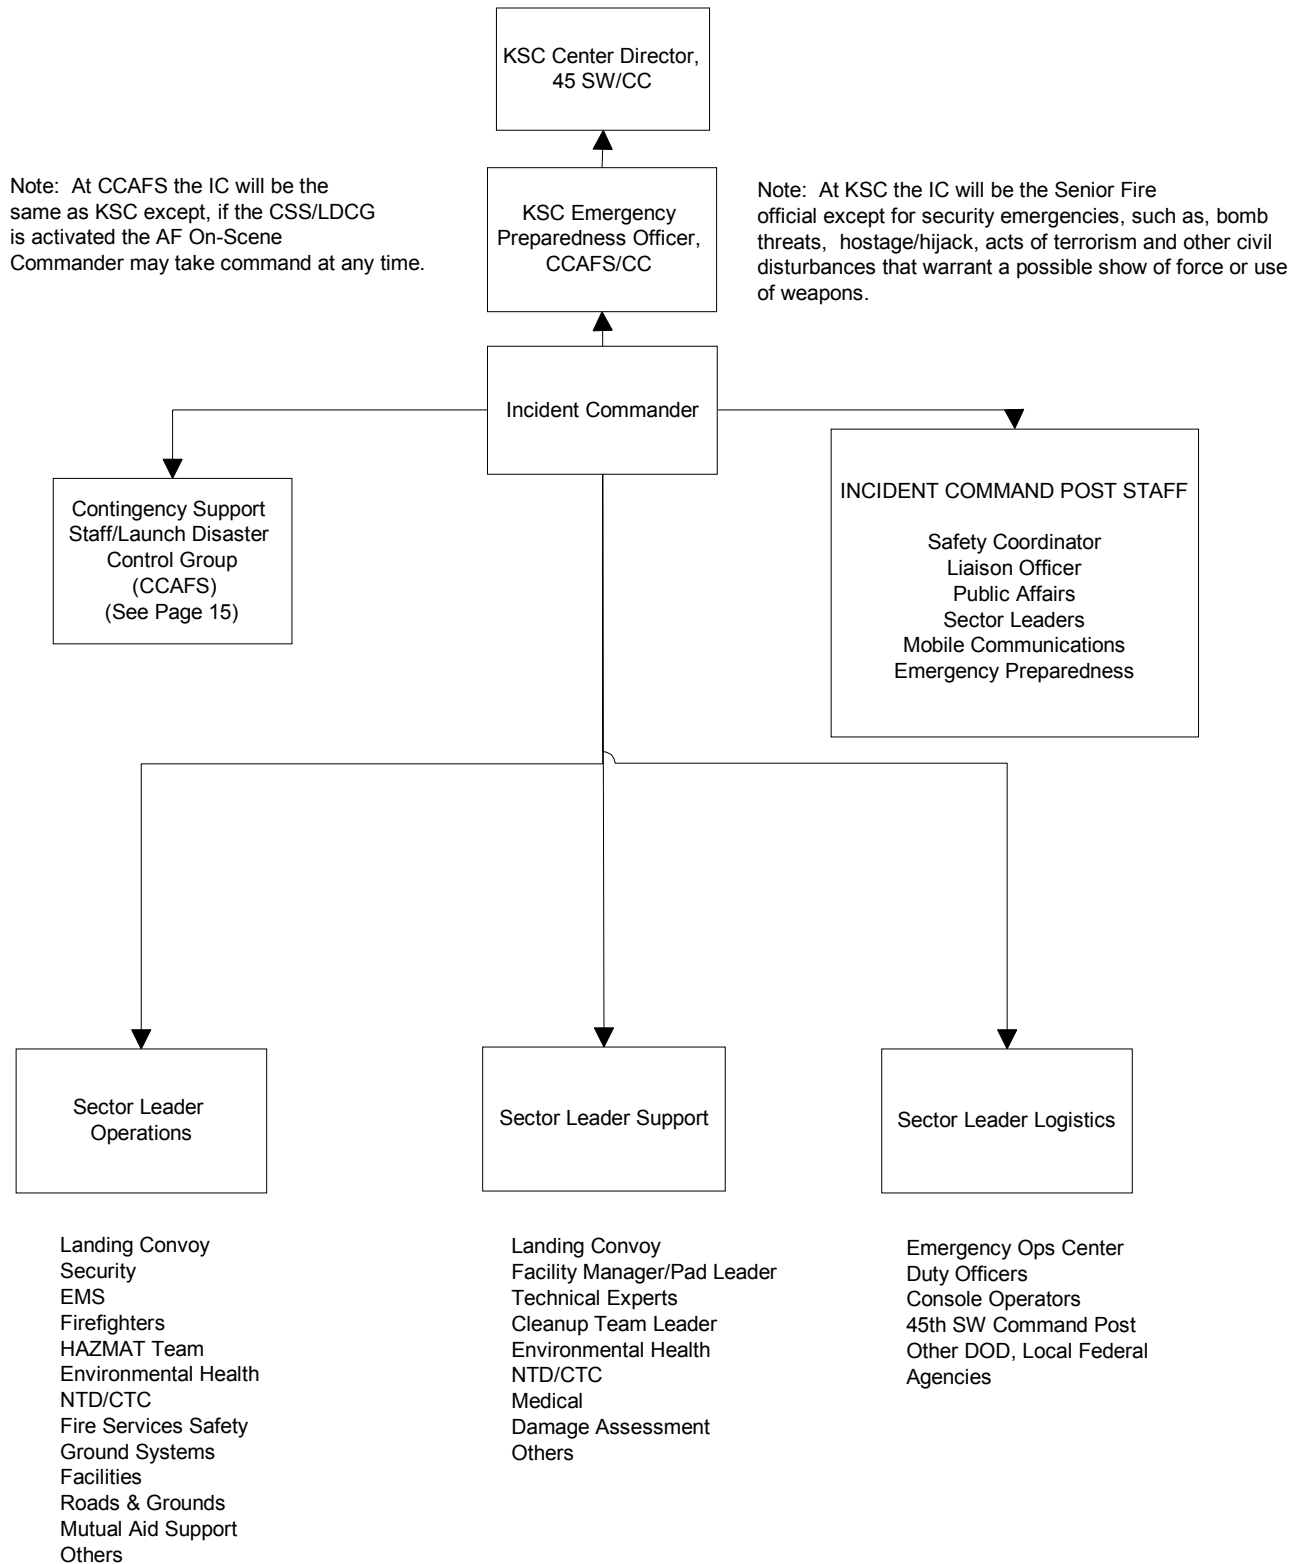 KSC Center Director,
45 SW/CC
Note: At CCAFS the IC will be the
same as KSC except, if the CSS/LDCG
is activated the AF On-Scene
Commander may take command at any time.
KSC Emergency
Preparedness Officer,
CCAFS/CC
Note: At KSC the IC will be the Senior Fire
official except for security emergencies, such as, bomb
threats, hostage/hijack, acts of terrorism and other civil
disturbances that warrant a possible show of force or use
of weapons.
Incident Commander
Contingency Support
Staff/Launch Disaster
Control Group
(CCAFS)
(See Page 15)
INCIDENT COMMAND POST STAFF
Safety Coordinator
Liaison Officer
Public Affairs
Sector Leaders
Mobile Communications
Emergency Preparedness
Sector Leader
Operations
Sector Leader Support
Sector Leader Logistics
Landing Convoy
Security
EMS
Firefighters
HAZMAT Team
Environmental Health
NTD/CTC
Fire Services Safety
Ground Systems
Facilities
Roads & Grounds
Mutual Aid Support
Others
Landing Convoy
Facility Manager/Pad Leader
Technical Experts
Cleanup Team Leader
Environmental Health
NTD/CTC
Medical
Damage Assessment
Others
Emergency Ops Center
Duty Officers
Console Operators
45th SW Command Post
Other DOD, Local Federal
Agencies